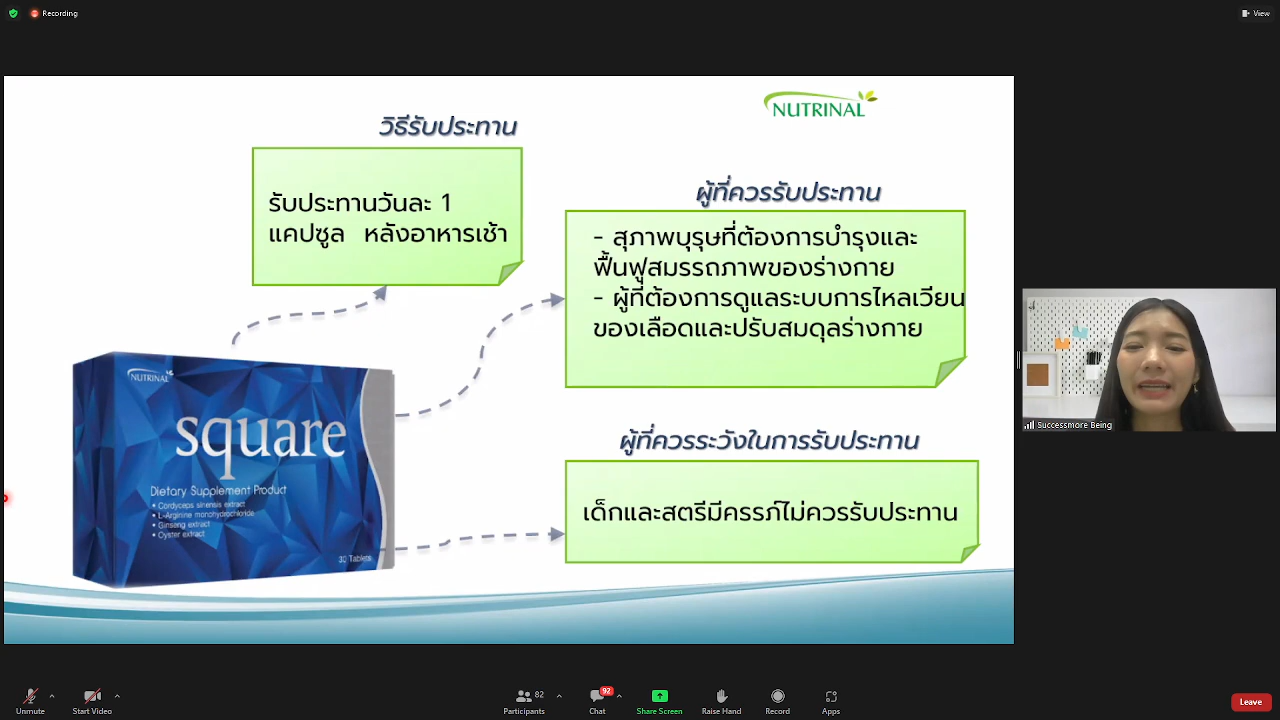 Recording
View
NUTRINAL
วิธีรับประทาน
รับประทานวันละ 1
แคปซูล หลังอาหารเช้า
ผู้ที่ควรรับประทาน
- สุภาพบุรุษที่ต้องการบำรุงและ
ฟื้นฟูสมรรถภาพของร่างกาย
- ผู้ที่ต้องการดูแลระบบการไหลเวียน
ของเลือดและปรับสมดุลร่างกาย
ผู้ที่ควรระวังในการรับประทาน
เด็กและสตรีมีครรภ์ไม่ควรรับประทาน
NUTRINAL
square
Dietary Supplement Product
• Cordyceps sinensis extract
• L-Arginine monohydrochloride
• Ginseng extract
• Oyster extract
30 Tablets
Successmore Being
Unmute
Start Video
82
Participants
92
Chat
Share Screen
Raise Hand
Record
Apps
Leave